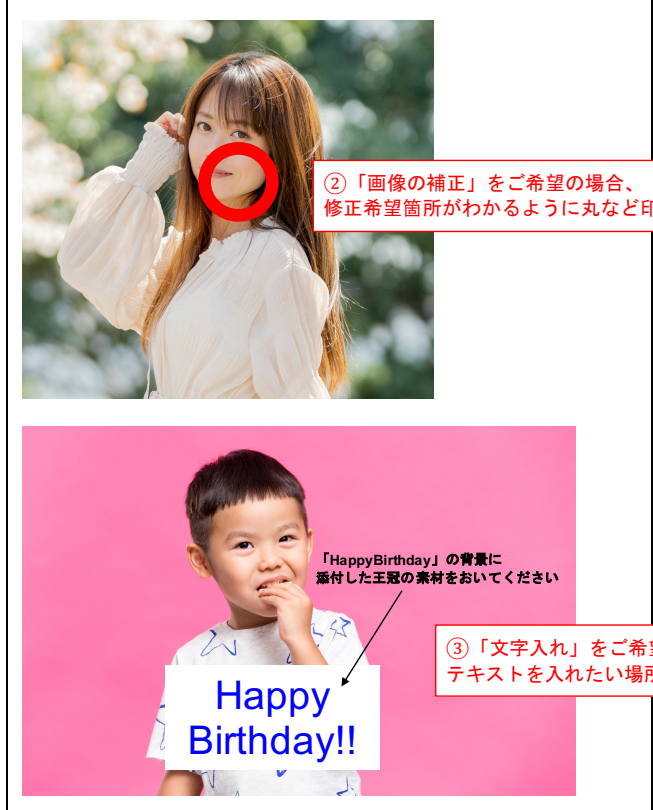 ②「画像の補正」をご希望の場合、
修正希望箇所がわかるように丸など
「HappyBirthday」の背景に
添付した王冠の素材をおいてください
③「文字入れ」をご希
テキストを入れたい場所
Happy
Birthday!!